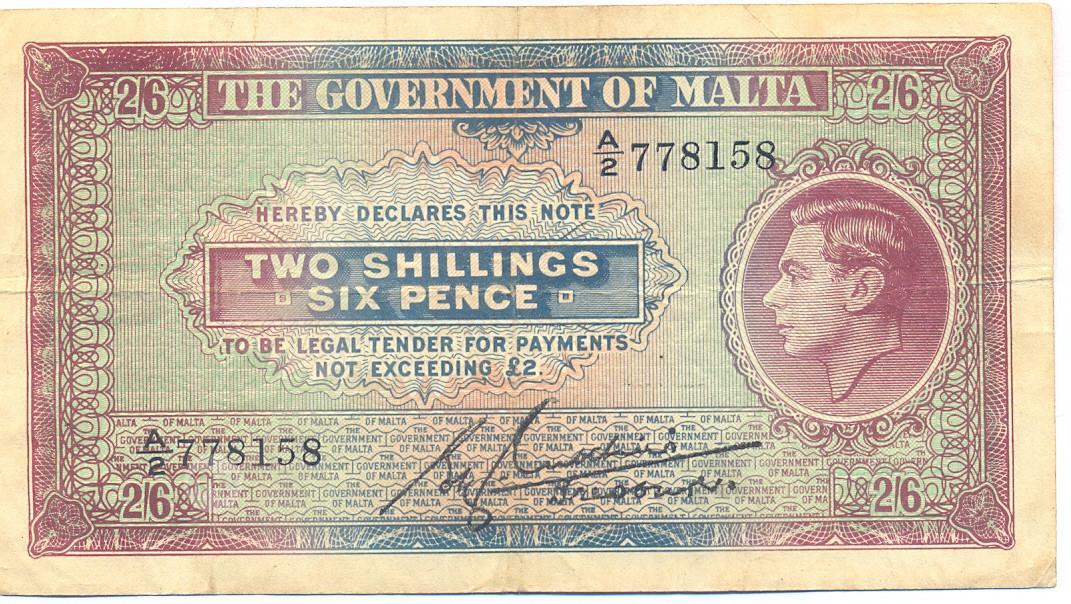 2/6 THE GOVERNMENT OF MALTA 2/6
A/2 778158
HEREBY DECLARES THIS NOTE
TWO SHILLINGS
SIX PENCE
TO BE LEGAL TENDER FOR PAYMENTS
NOT EXCEEDING £2.
A/2 778158
2/6 2/6